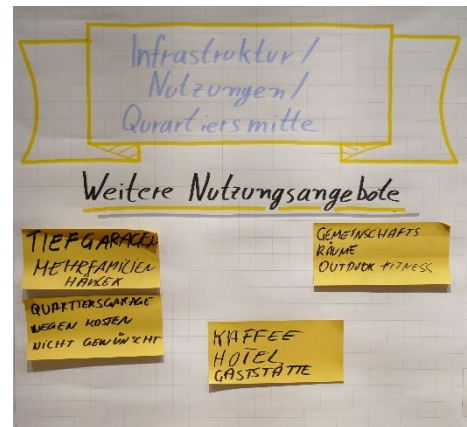 Infrastruktur/
Nutzungen/
Qurartiersmitte
Weitere Nutzungsangebote
TIEFGARAGEN
MEHRFAMILIEN
HÄUSER
QUARTIERSGARAGE
WEGEN KOSTEN
NICHT GEWÜNSCHT
GEMEINSCHAFTS
RÄUME
OUTDOOR FITNESS
KAFFEE
HOTEL
GASTSTÄTTE